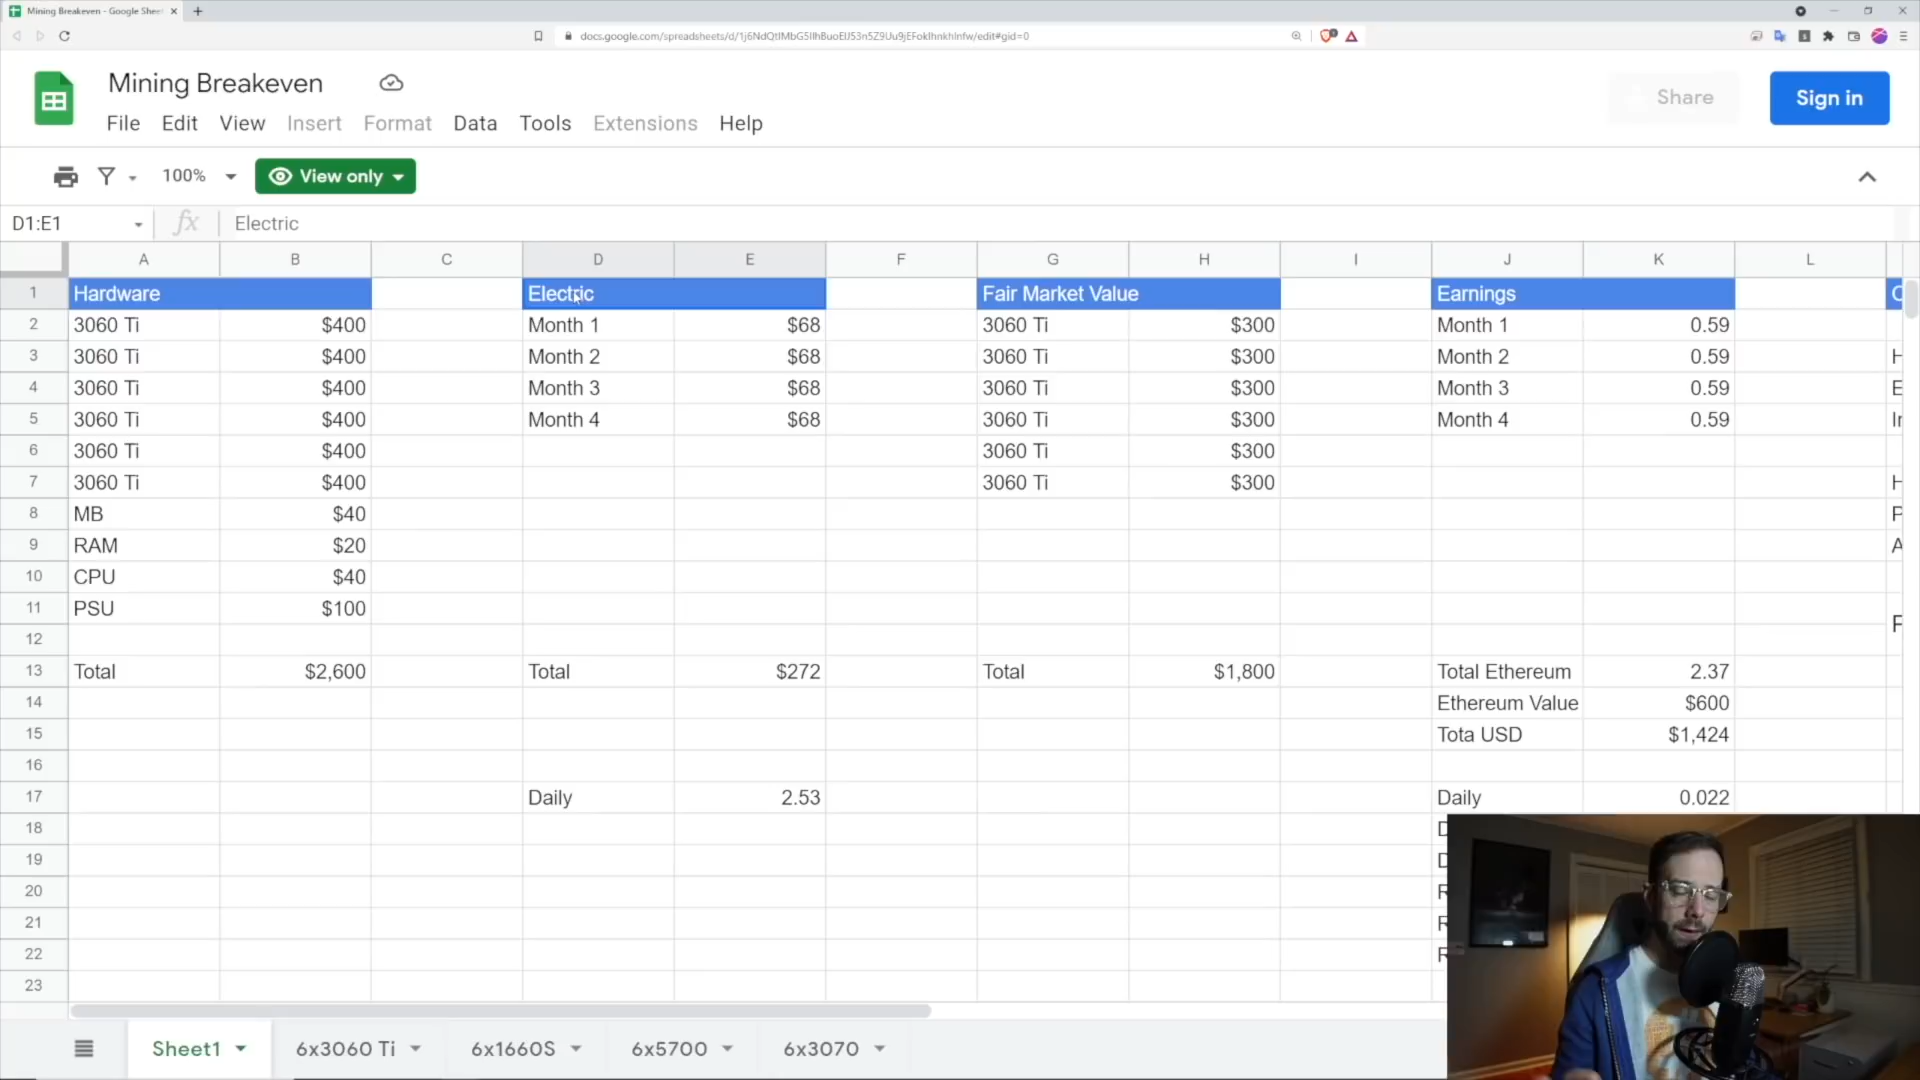 Mining Breakeven - Google Sheet
docs.google.com/spreadsheets/d/1j6NdQtIMbG5IIhBuoEIJ53n5Z9Uu9jEFokIhnkhInfw/edit#gid=0
Mining Breakeven
Share
Sign in
File Edit View Insert Format Data Tools Extensions Help
100% View only
D1:E1 fx Electric
A B C D E F G H I J K L
1 Hardware Electric Fair Market Value Earnings
2 3060 Ti $400 Month 1 $68 3060 Ti $300 Month 1 0.59
3 3060 Ti $400 Month 2 $68 3060 Ti $300 Month 2 0.59
4 3060 Ti $400 Month 3 $68 3060 Ti $300 Month 3 0.59
5 3060 Ti $400 Month 4 $68 3060 Ti $300 Month 4 0.59
6 3060 Ti $400 3060 Ti $300
7 3060 Ti $400 3060 Ti $300
8 MB $40
9 RAM $20
10 CPU $40
11 PSU $100
12
13 Total $2,600 Total $272 Total $1,800 Total Ethereum 2.37
14 Ethereum Value $600
15 Tota USD $1,424
16
17 Daily 2.53 Daily 0.022
18
19
20
21
22
23
Sheet1 6x3060 Ti 6x1660S 6x5700 6x3070